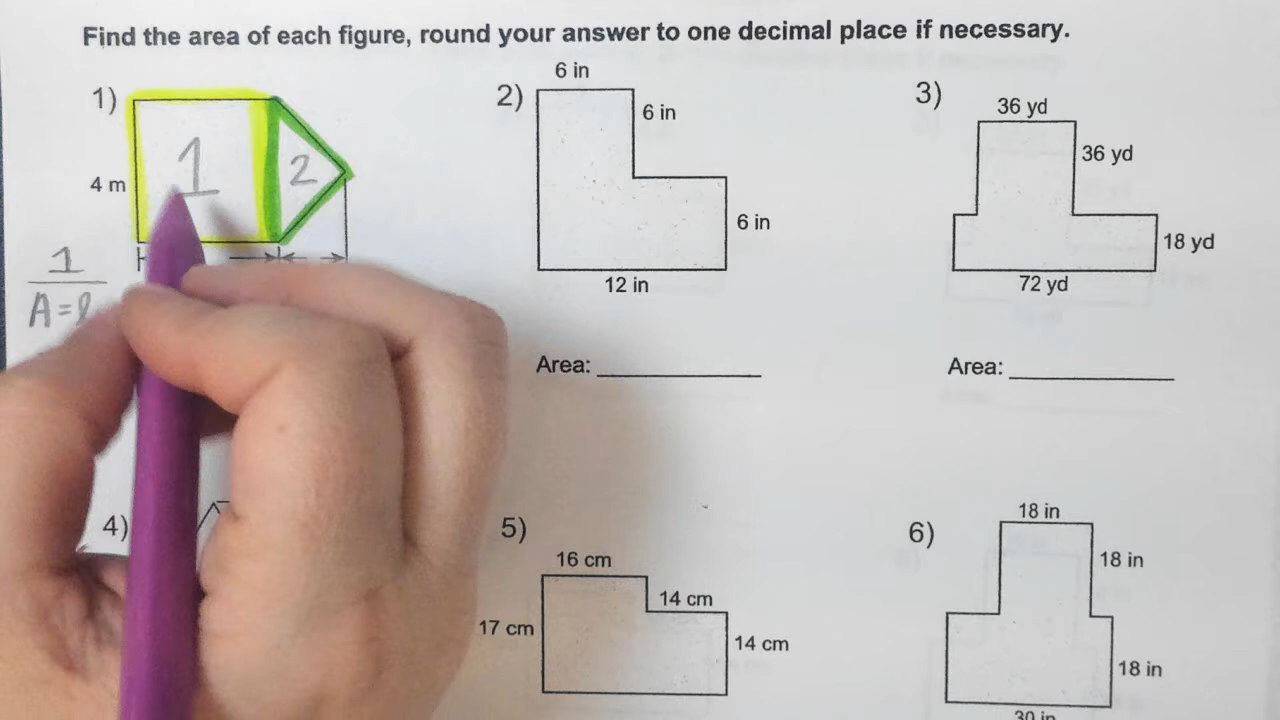 Find the area of each figure, round your answer to one decimal place if necessary.
1)
4 m
1
2
1
A=l
2)
6 in
6 in
6 in
12 in
Area:
3)
36 yd
36 yd
18 yd
72 yd
Area:
4)
5)
16 cm
14 cm
17 cm
14 cm
6)
18 in
18 in
18 in
30 in